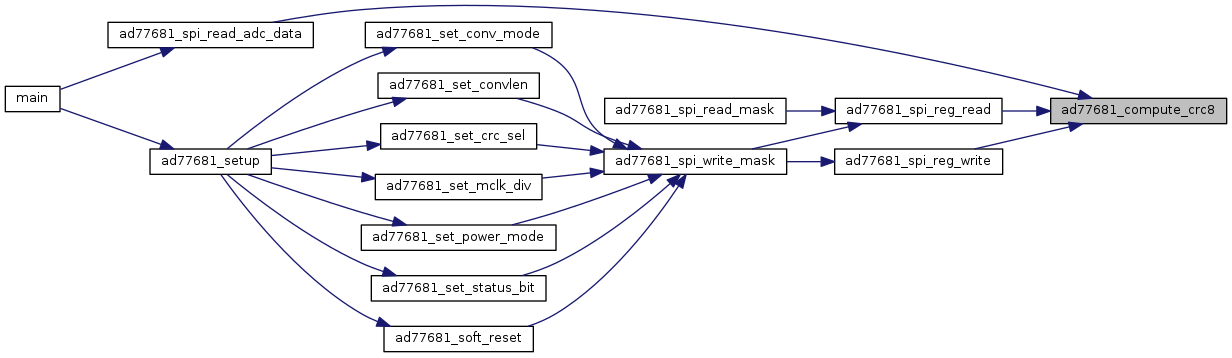 ad77681_spi_read_adc_data
ad77681_set_conv_mode
ad77681_set_convlen
main
ad77681_spi_read_mask
ad77681_spi_reg_read
ad77681_compute_crc8
ad77681_set_crc_sel
ad77681_setup
ad77681_spi_write_mask
ad77681_spi_reg_write
ad77681_set_mclk_div
ad77681_set_power_mode
ad77681_set_status_bit
ad77681_soft_reset